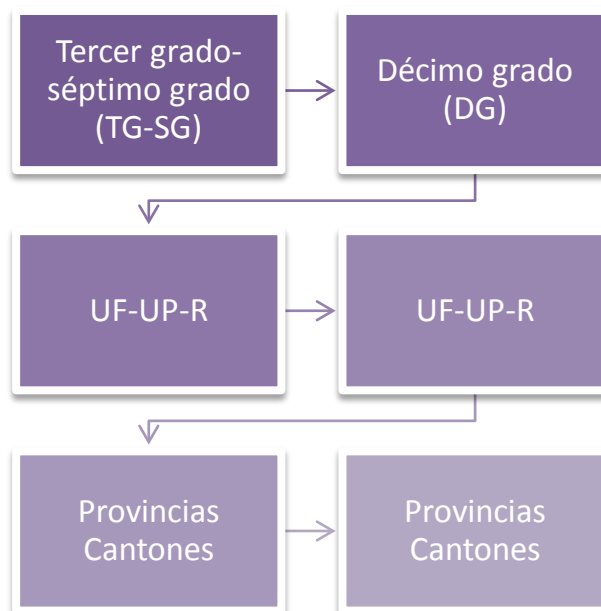 Tercer grado-
séptimo grado
(TG-SG)
Décimo grado
(DG)
UF-UP-R
UF-UP-R
Provincias
Cantones
Provincias
Cantones